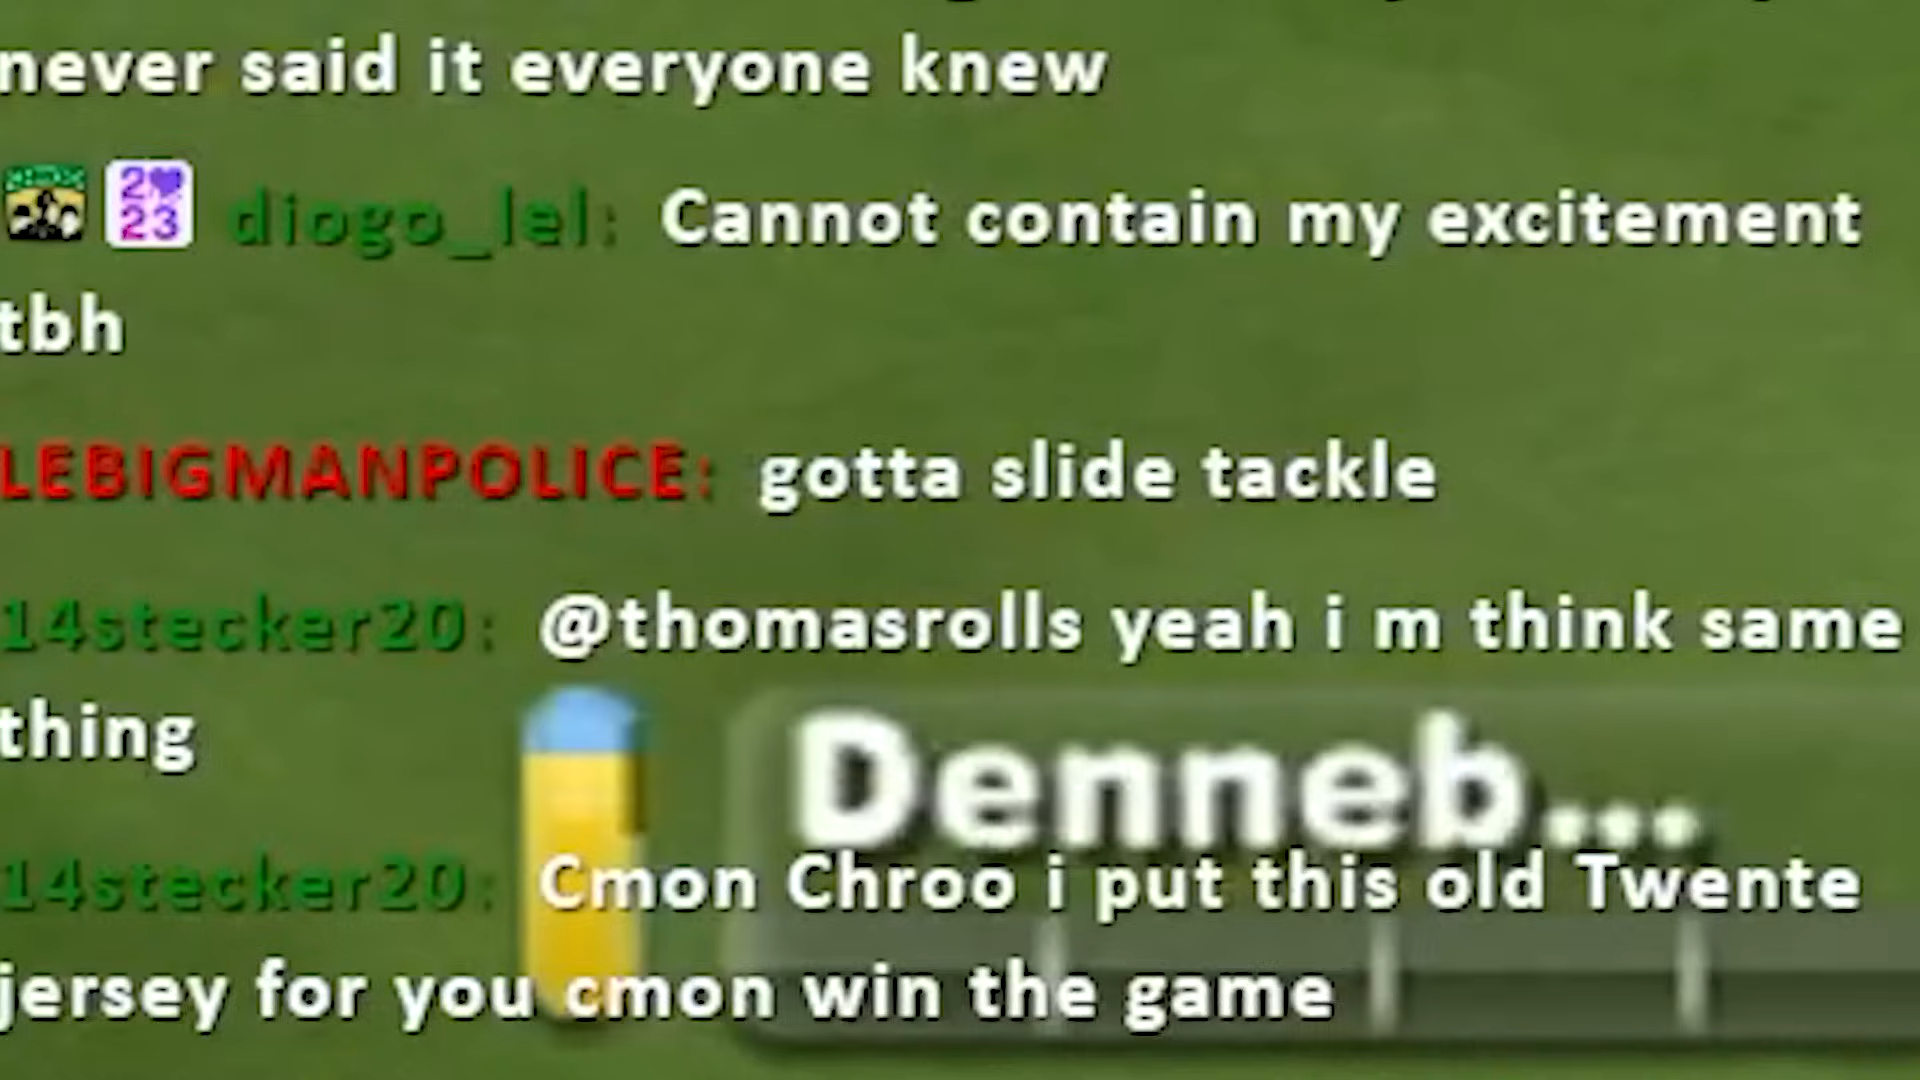 never said it everyone knew
2023 diogo_lel: Cannot contain my excitement
tbh
LEBIGMANPOLICE: gotta slide tackle
14stecker20: @thomasrolls yeah i m think same
thing
Denneb...
14stecker20: Cmon Chroo i put this old Twente
jersey for you cmon win the game